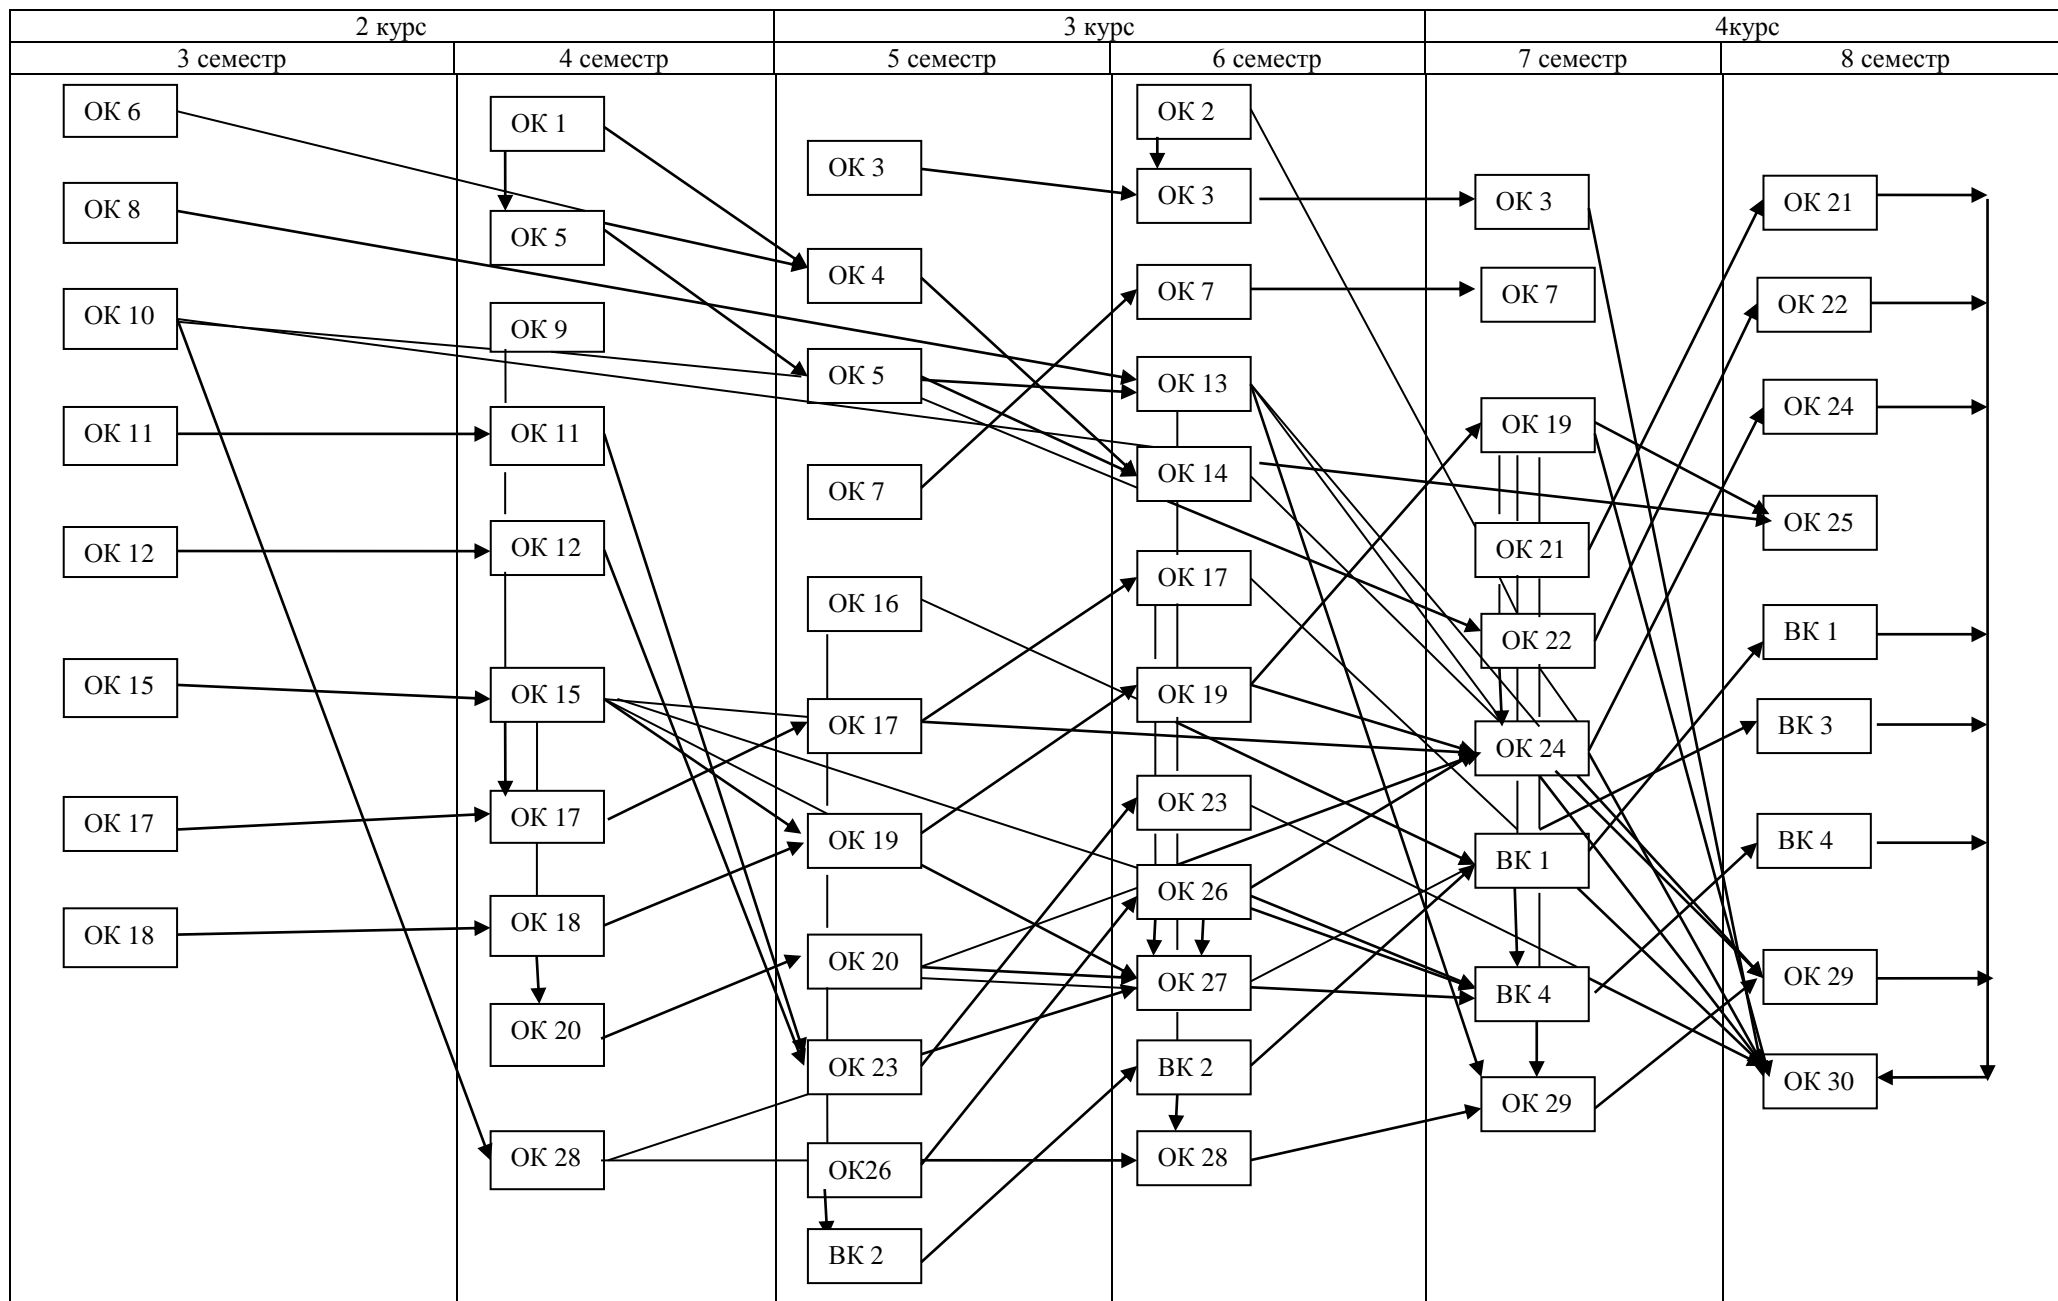 2 курс
3 курс
4курс
3 семестр
4 семестр
5 семестр
6 семестр
7 семестр
8 семестр
ОК 6
ОК 8
ОК 10
ОК 11
ОК 12
ОК 15
ОК 17
ОК 18
ОК 1
ОК 5
ОК 9
ОК 11
ОК 12
ОК 15
ОК 17
ОК 18
ОК 20
ОК 28
ОК 3
ОК 4
ОК 5
ОК 7
ОК 16
ОК 17
ОК 19
ОК 20
ОК 23
ОК26
ВК 2
ОК 2
ОК 3
ОК 7
ОК 13
ОК 14
ОК 17
ОК 19
ОК 23
ОК 26
ОК 27
ВК 2
ОК 28
ОК 3
ОК 7
ОК 19
ОК 21
ОК 22
ОК 24
ВК 1
ВК 4
ОК 29
ОК 21
ОК 22
ОК 24
ОК 25
ВК 1
ВК 3
ВК 4
ОК 29
ОК 30